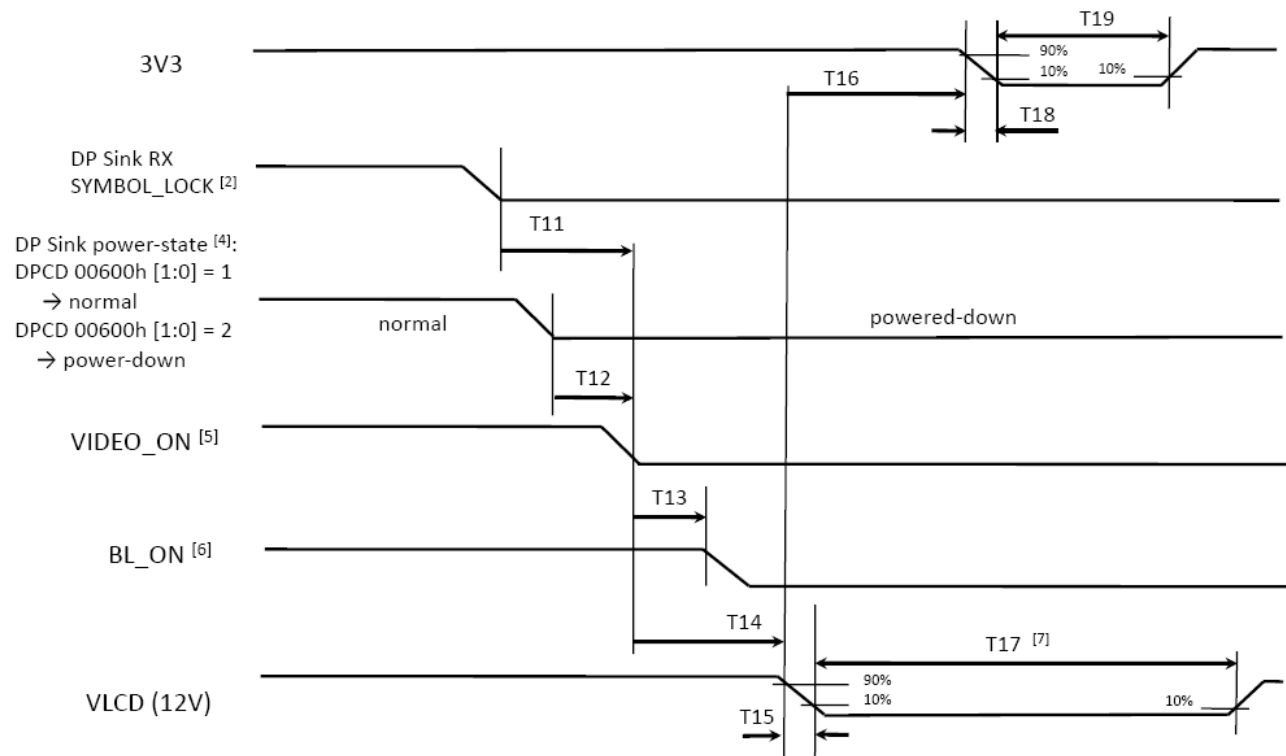 T19
3V3
90%
10%
10%
T16
T18
DP Sink RX
SYMBOL_LOCK [2]
T11
DP Sink power-state [4]:
DPCD 00600h [1:0] = 1
→ normal
DPCD 00600h [1:0] = 2
→ power-down
normal
powered-down
T12
VIDEO_ON [5]
T13
BL_ON [6]
T14
T17 [7]
VLCD (12V)
90%
10%
10%
T15